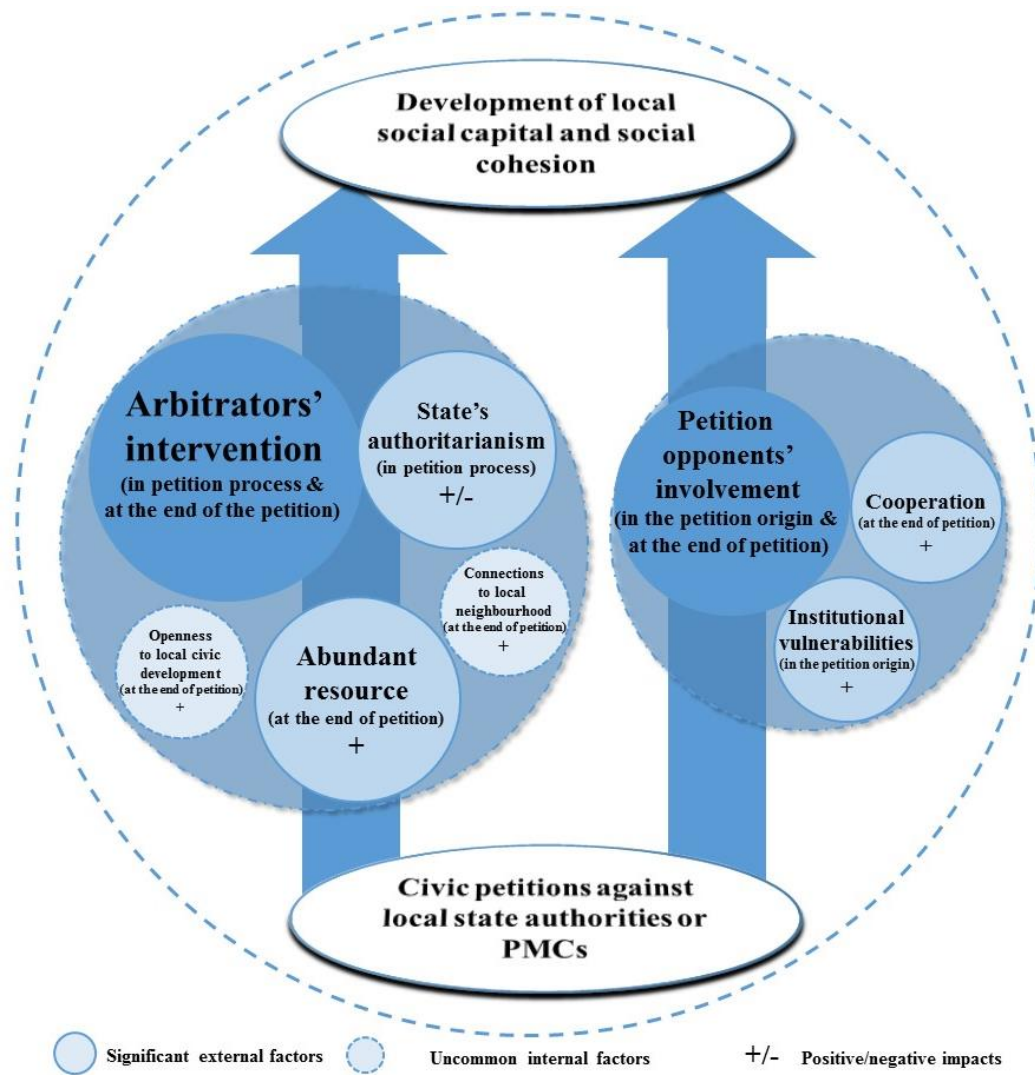 Development of local
social capital and social
cohesion
Arbitrators’
intervention
(in petition process &
at the end of the petition)
State’s
authoritarianism
(in petition process)
+/-
Connections
to local
neighbourhood
(at the end of petition)
+
Openness
to local civic
development
(at the end of petition)
+
Abundant
resource
(at the end of petition)
+
Petition
opponents’
involvement
(in the petition origin &
at the end of petition)
Cooperation
(at the end of petition)
+
Institutional
vulnerabilities
(in the petition origin)
+
Civic petitions against
local state authorities or
PMCs
Significant external factors
Uncommon internal factors
+/- Positive/negative impacts